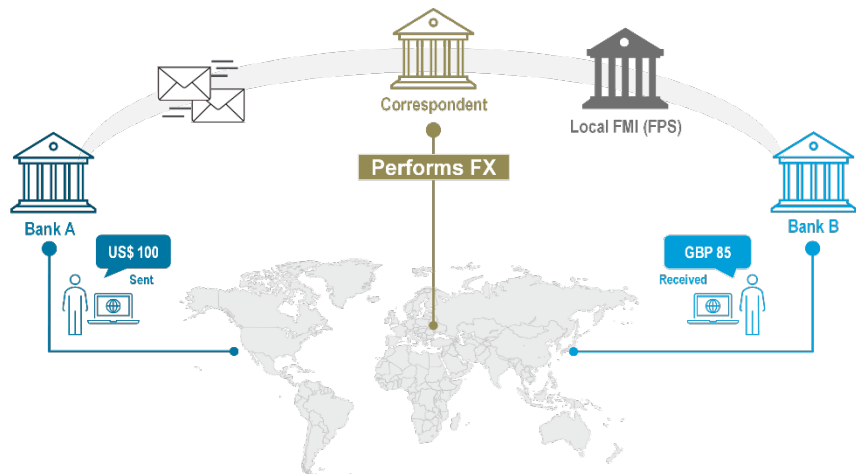 Correspondent
Local FMI (FPS)
Performs FX
Bank A
Bank B
US$ 100
Sent
GBP 85
Received